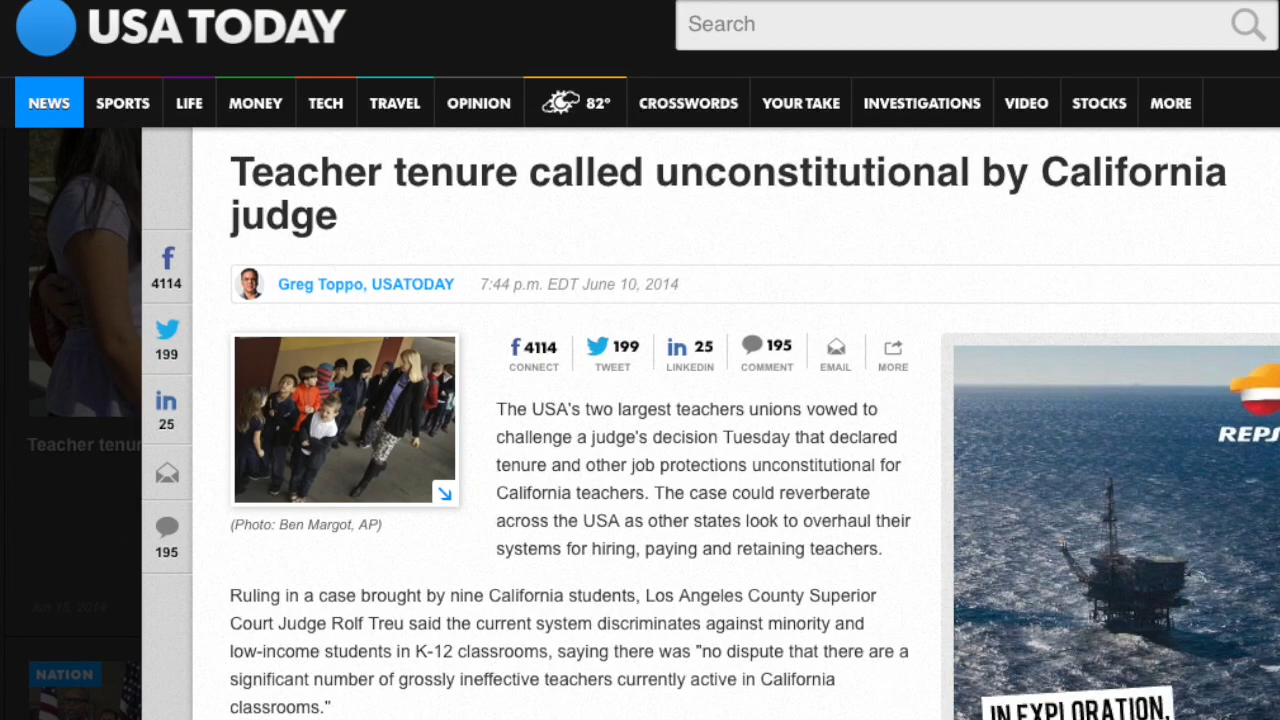 USA TODAY
Search
NEWS SPORTS LIFE MONEY TECH TRAVEL OPINION 82° CROSSWORDS YOUR TAKE INVESTIGATIONS VIDEO STOCKS MORE
Teacher tenure called unconstitutional by California
judge
Greg Toppo, USATODAY 7:44 p.m. EDT June 10, 2014
4114
199
25
195
(Photo: Ben Margot, AP)
4114 199 25 195
CONNECT TWEET LINKEDIN COMMENT EMAIL MORE
The USA's two largest teachers unions vowed to
challenge a judge's decision Tuesday that declared
tenure and other job protections unconstitutional for
California teachers. The case could reverberate
across the USA as other states look to overhaul their
systems for hiring, paying and retaining teachers.
Ruling in a case brought by nine California students, Los Angeles County Superior
Court Judge Rolf Treu said the current system discriminates against minority and
low-income students in K-12 classrooms, saying there was "no dispute that there are a
significant number of grossly ineffective teachers currently active in California
classrooms."
Teacher tenur
Jun 15, 2014
NATION
REPS
IN EXPLORATION,